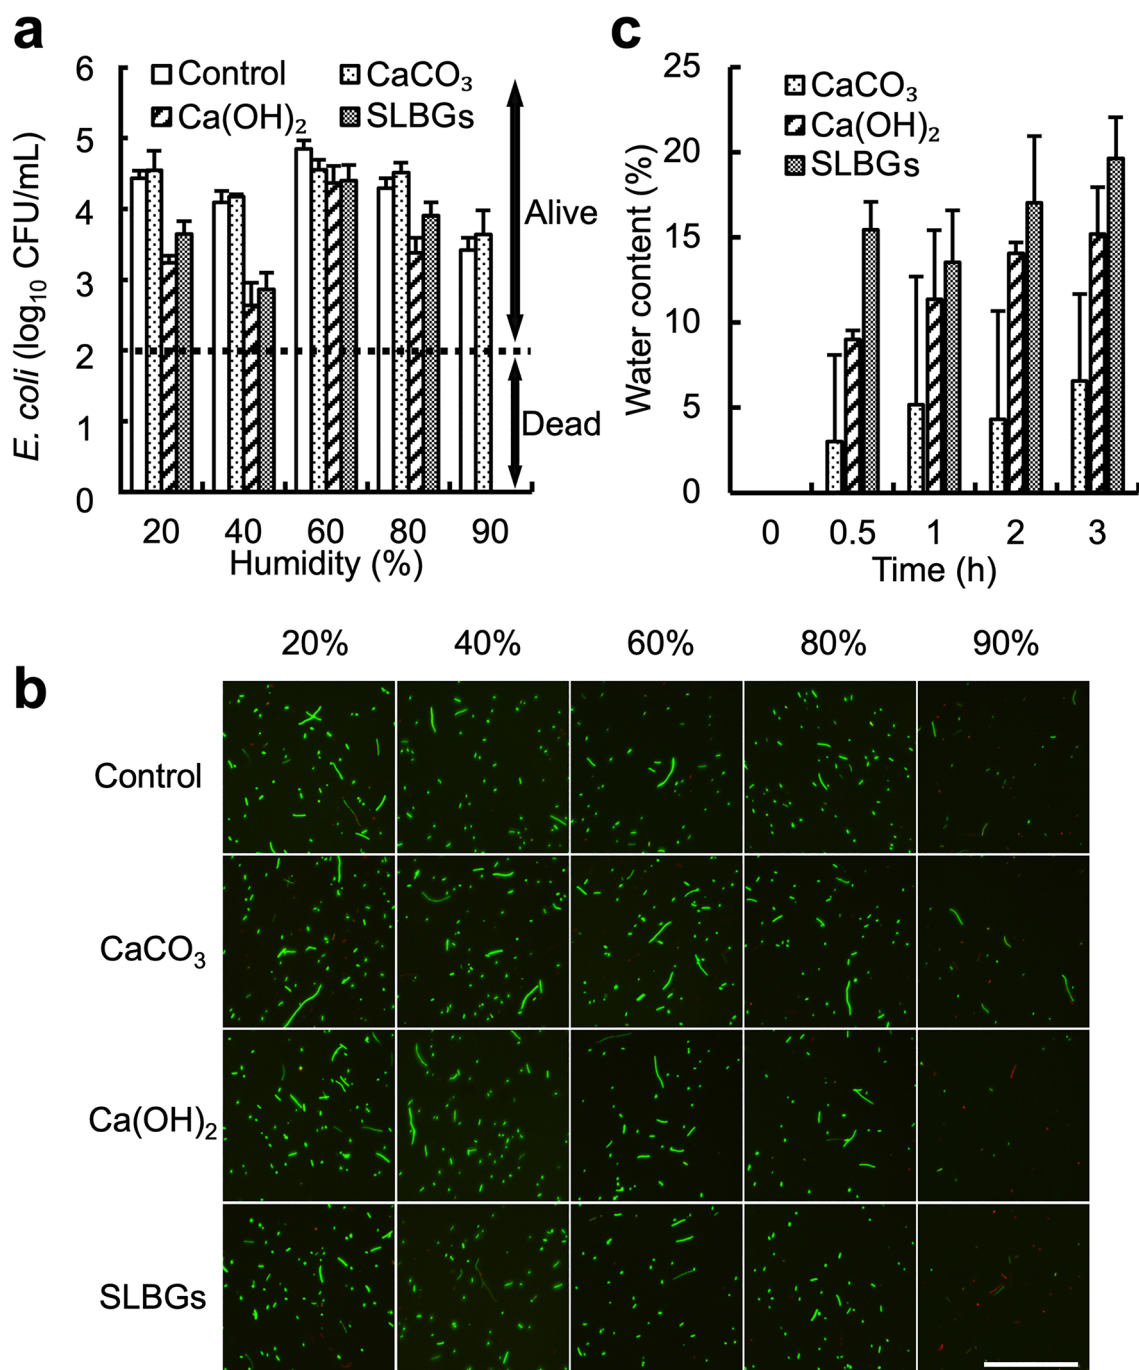 a
6
5
4
3
2
1
0
E. coli (log₁₀ CFU/mL)
Control
CaCO₃
Ca(OH)₂
SLBGs
Alive
Dead
20 40 60 80 90
Humidity (%)
c
25
20
15
10
5
0
Water content (%)
CaCO₃
Ca(OH)₂
SLBGs
0 0.5 1 2 3
Time (h)
b
20% 40% 60% 80% 90%
Control
CaCO₃
Ca(OH)₂
SLBGs